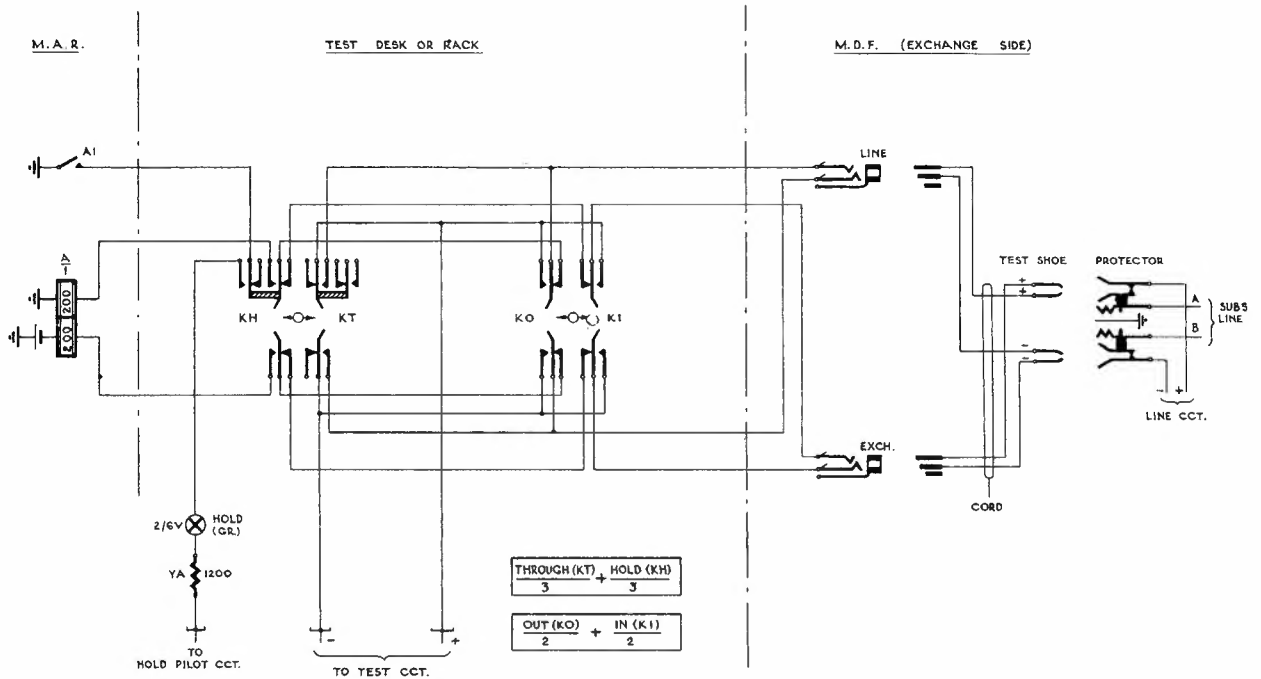 M.A.R.
TEST DESK OR RACK
M.D.F. (EXCHANGE SIDE)
A1
LINE
A
1
200
200
KH
KT
KO
K1
TEST SHOE
PROTECTOR
+
+
-
-
A
B
SUBS
LINE
- +
LINE CCT.
EXCH.
CORD
2/6V
HOLD
(GR.)
YA 1200
TO
HOLD PILOT CCT.
- +
TO TEST CCT.
THROUGH (KT) + HOLD (KH)
3 3
OUT (KO) + IN (K1)
2 2